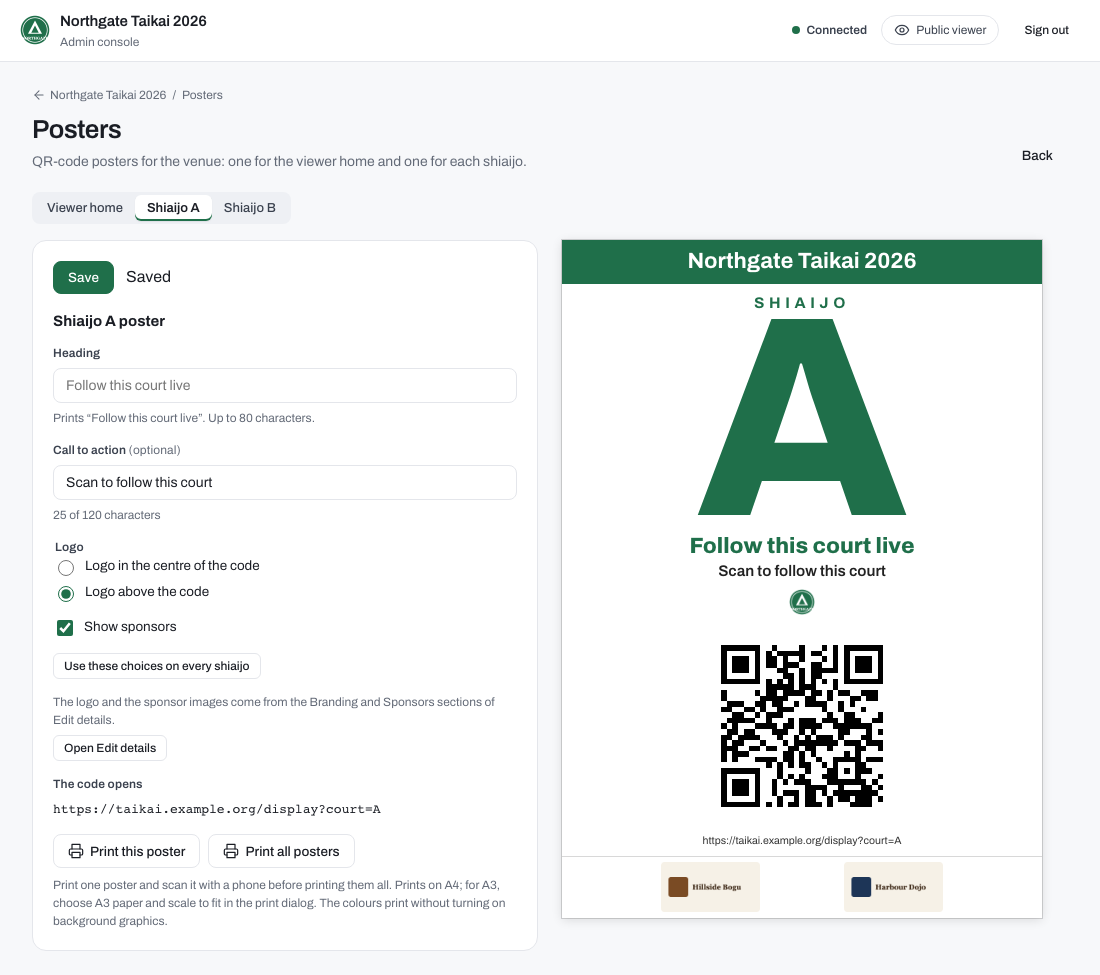 Northgate Taikai 2026
Admin console
Connected
Public viewer
Sign out
Northgate Taikai 2026 / Posters
Posters
QR-code posters for the venue: one for the viewer home and one for each shiaijo.
Back
Viewer home
Shiaijo A
Shiaijo B
Save
Saved
Shiaijo A poster
Heading
Follow this court live
Prints “Follow this court live”. Up to 80 characters.
Call to action (optional)
Scan to follow this court
25 of 120 characters
Logo
Logo in the centre of the code
Logo above the code
Show sponsors
Use these choices on every shiaijo
The logo and the sponsor images come from the Branding and Sponsors sections of
Edit details.
Open Edit details
The code opens
https://taikai.example.org/display?court=A
Print this poster
Print all posters
Print one poster and scan it with a phone before printing them all. Prints on A4; for A3,
choose A3 paper and scale to fit in the print dialog. The colours print without turning on
background graphics.
Northgate Taikai 2026
SHIAIJO
A
Follow this court live
Scan to follow this court
https://taikai.example.org/display?court=A
Hillside Bogu
Harbour Dojo